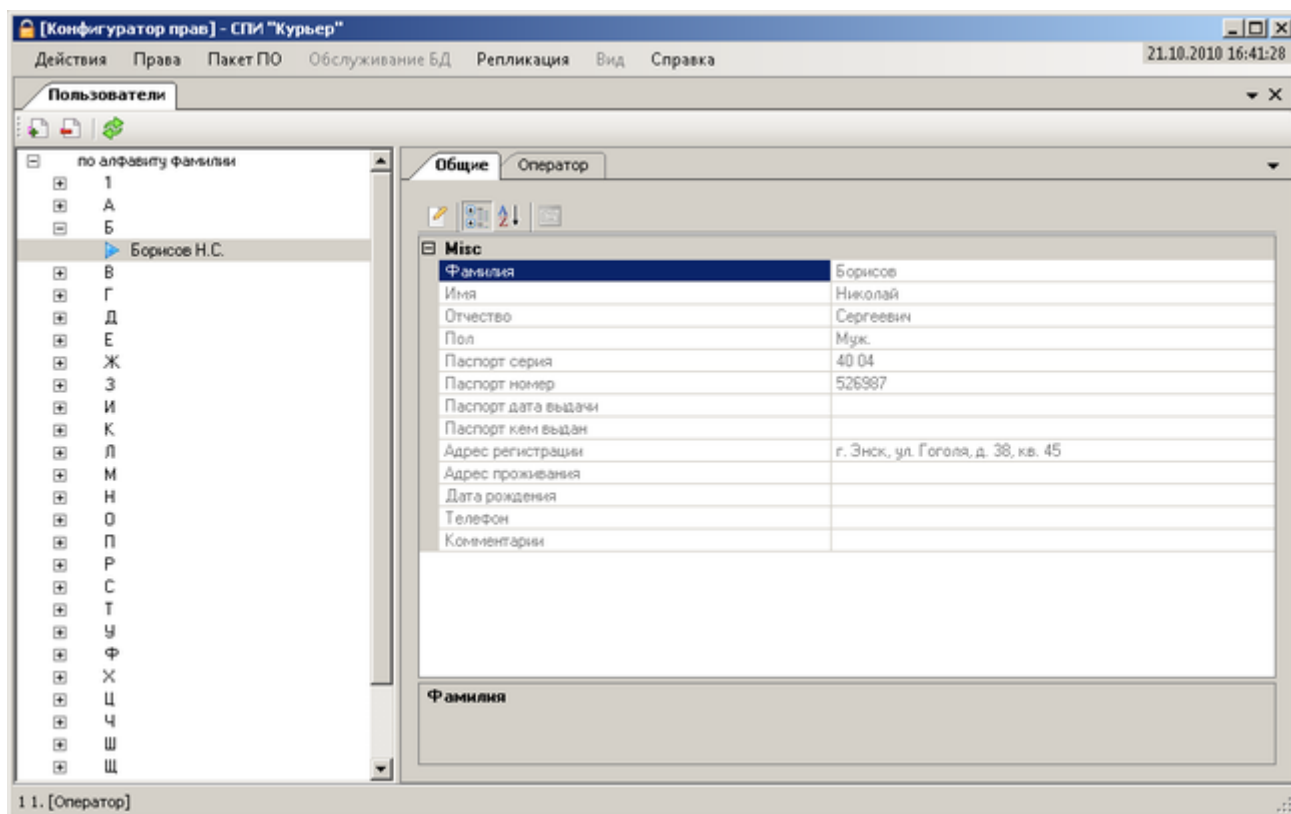 [Конфигуратор прав] - СПИ "Курьер"
Действия Права Пакет ПО Обслуживание БД Репликация Вид Справка 21.10.2010 16:41:28
Пользователи
по алфавиту фамилии
1
А
Б
Борисов Н.С.
В
Г
Д
Е
Ж
З
И
К
Л
М
Н
О
П
Р
С
Т
У
Ф
Х
Ц
Ч
Ш
Щ
Общие Оператор
Misc
Фамилия Борисов
Имя Николай
Отчество Сергеевич
Пол Муж.
Паспорт серия 40 04
Паспорт номер 526987
Паспорт дата выдачи
Паспорт кем выдан
Адрес регистрации г. Энск, ул. Гоголя, д. 38, кв. 45
Адрес проживания
Дата рождения
Телефон
Комментарии
Фамилия
1 1. [Оператор]